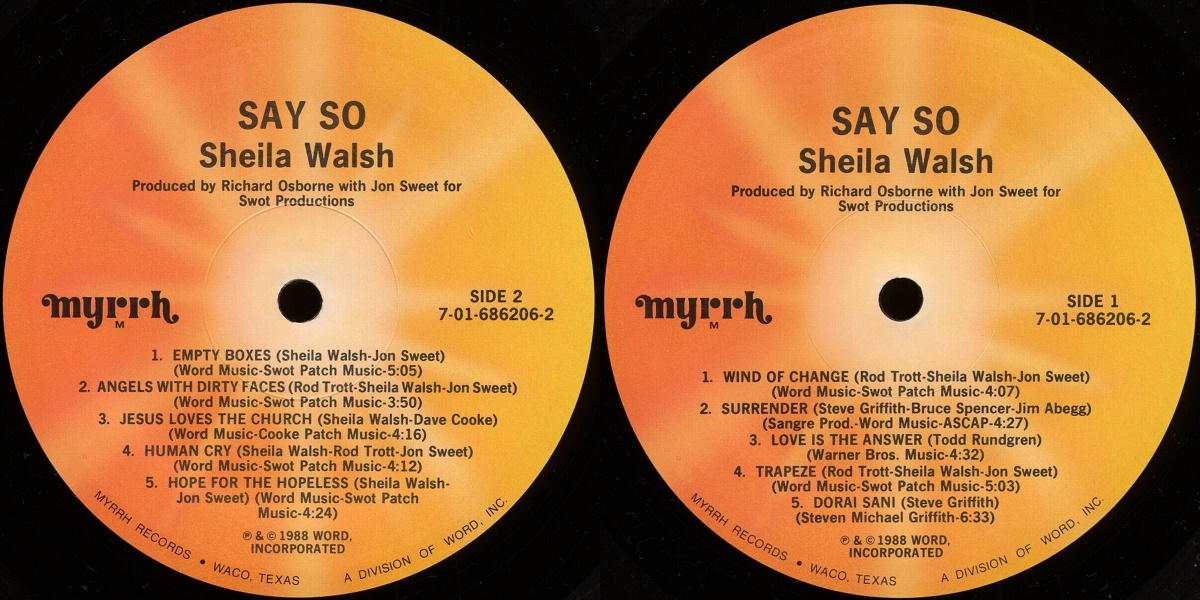 SAY SO
Sheila Walsh
Produced by Richard Osborne with Jon Sweet for
Swot Productions
myrrh
M
SIDE 2
7-01-686206-2
1. EMPTY BOXES (Sheila Walsh-Jon Sweet)
(Word Music-Swot Patch Music-5:05)
2. ANGELS WITH DIRTY FACES (Rod Trott-Sheila Walsh-Jon Sweet)
(Word Music-Swot Patch Music-3:50)
3. JESUS LOVES THE CHURCH (Sheila Walsh-Dave Cooke)
(Word Music-Cooke Patch Music-4:16)
4. HUMAN CRY (Sheila Walsh-Rod Trott-Jon Sweet)
(Word Music-Swot Patch Music-4:12)
5. HOPE FOR THE HOPELESS (Sheila Walsh-
Jon Sweet) (Word Music-Swot Patch
Music-4:24)
℗ & © 1988 WORD,
INCORPORATED
MYRRH RECORDS • WACO, TEXAS A DIVISION OF WORD, INC.
SAY SO
Sheila Walsh
Produced by Richard Osborne with Jon Sweet for
Swot Productions
myrrh
M
SIDE 1
7-01-686206-2
1. WIND OF CHANGE (Rod Trott-Sheila Walsh-Jon Sweet)
(Word Music-Swot Patch Music-4:07)
2. SURRENDER (Steve Griffith-Bruce Spencer-Jim Abegg)
(Sangre Prod.-Word Music-ASCAP-4:27)
3. LOVE IS THE ANSWER (Todd Rundgren)
(Warner Bros. Music-4:32)
4. TRAPEZE (Rod Trott-Sheila Walsh-Jon Sweet)
(Word Music-Swot Patch Music-5:03)
5. DORAI SANI (Steve Griffith)
(Steven Michael Griffith-6:33)
℗ & © 1988 WORD,
INCORPORATED
MYRRH RECORDS • WACO, TEXAS A DIVISION OF WORD, INC.